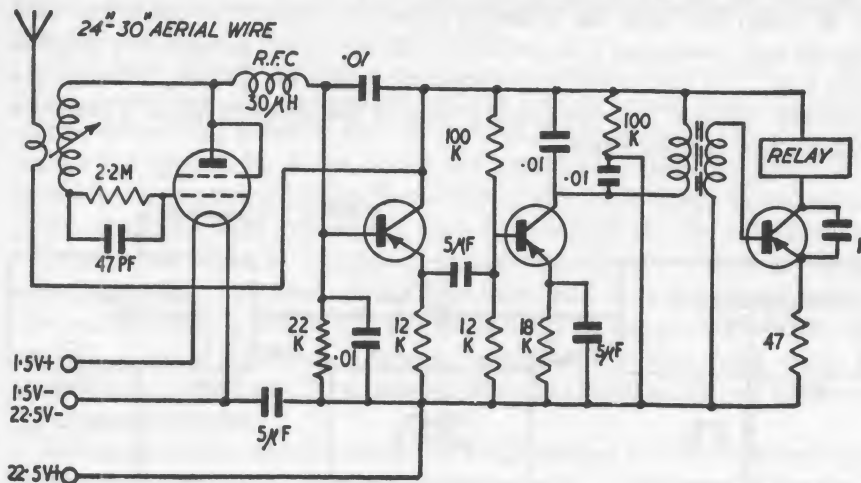 24"-30" AERIAL WIRE
R.F.C
30μH
.01
2.2M
47 PF
100
K
.01
100
K
.01
RELAY
5μF
22
K
.01
12
K
12
K
18
K
5μF
47
1.5V+
1.5V-
22.5V-
5μF
22.5V+